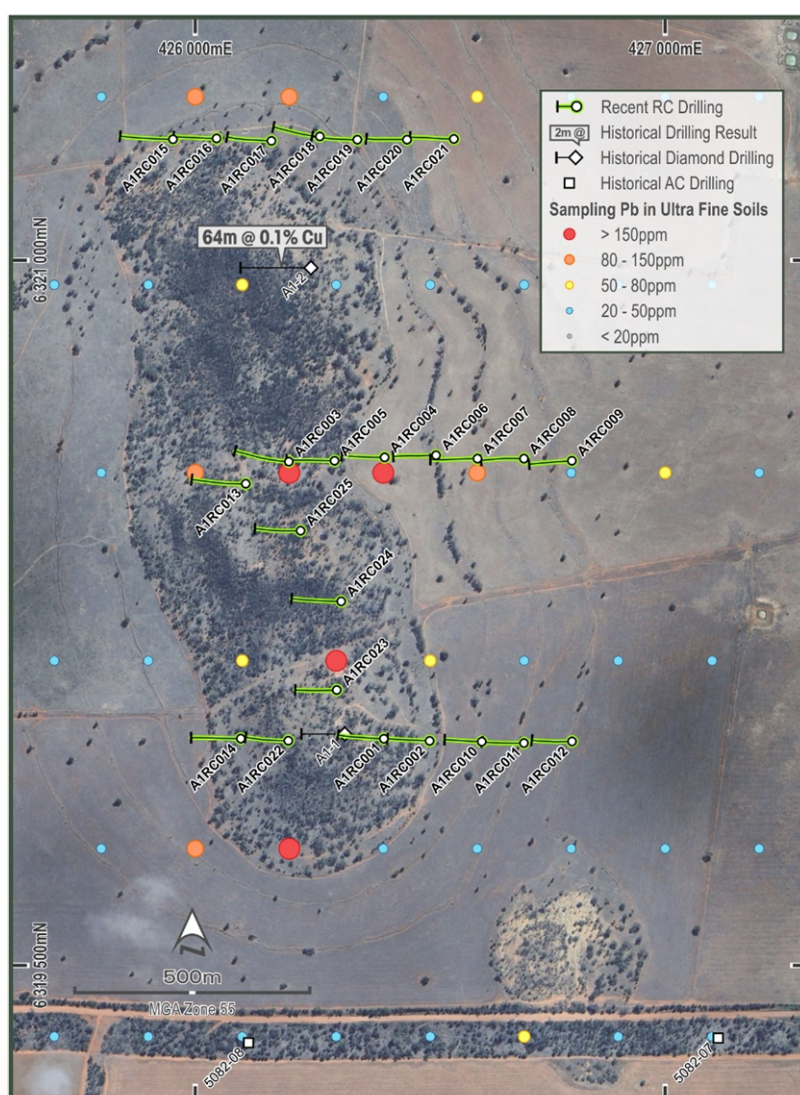 426 000mE
427 000mE
Recent RC Drilling
2m @
Historical Drilling Result
Historical Diamond Drilling
Historical AC Drilling
Sampling Pb in Ultra Fine Soils
> 150ppm
80 - 150ppm
50 - 80ppm
20 - 50ppm
< 20ppm
A1RC015
A1RC016
A1RC017
A1RC018
A1RC019
A1RC020
A1RC021
6 321 000mN
64m @ 0.1% Cu
A1-2
A1RC003
A1RC005
A1RC004
A1RC006
A1RC007
A1RC008
A1RC009
A1RC013
A1RC025
A1RC024
A1RC023
A1RC014
A1RC022
A1-1
A1RC001
A1RC002
A1RC010
A1RC011
A1RC012
6 319 500mN
N
500m
MGA Zone 55
5082-08
5082-07